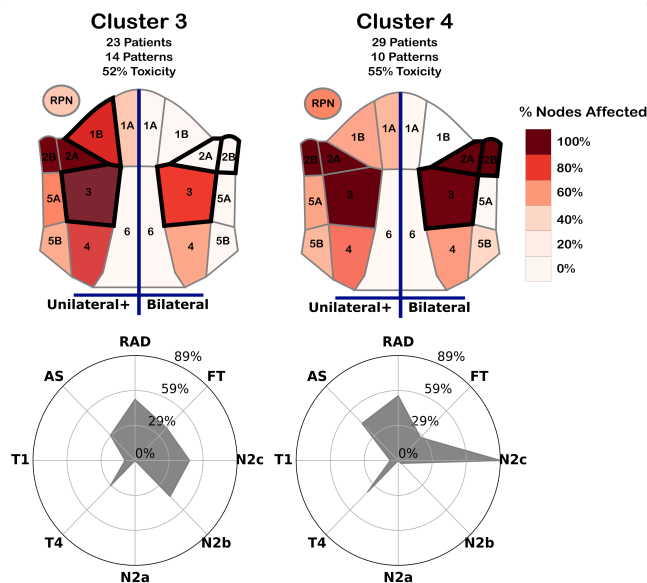 Cluster 3
23 Patients
14 Patterns
52% Toxicity
RPN
1B
1A
1A
1B
2B
2A
2A
2B
5A
3
3
5A
5B
4
6
6
4
5B
Unilateral+
Bilateral
Cluster 4
29 Patients
10 Patterns
55% Toxicity
RPN
1B
1A
1A
1B
2B
2A
2A
2B
5A
3
3
5A
5B
4
6
6
4
5B
Unilateral+
Bilateral
% Nodes Affected
100%
80%
60%
40%
20%
0%
RAD
89%
AS
FT
59%
29%
0%
T1
N2c
T4
N2b
N2a
RAD
89%
AS
FT
59%
29%
0%
T1
N2c
T4
N2b
N2a